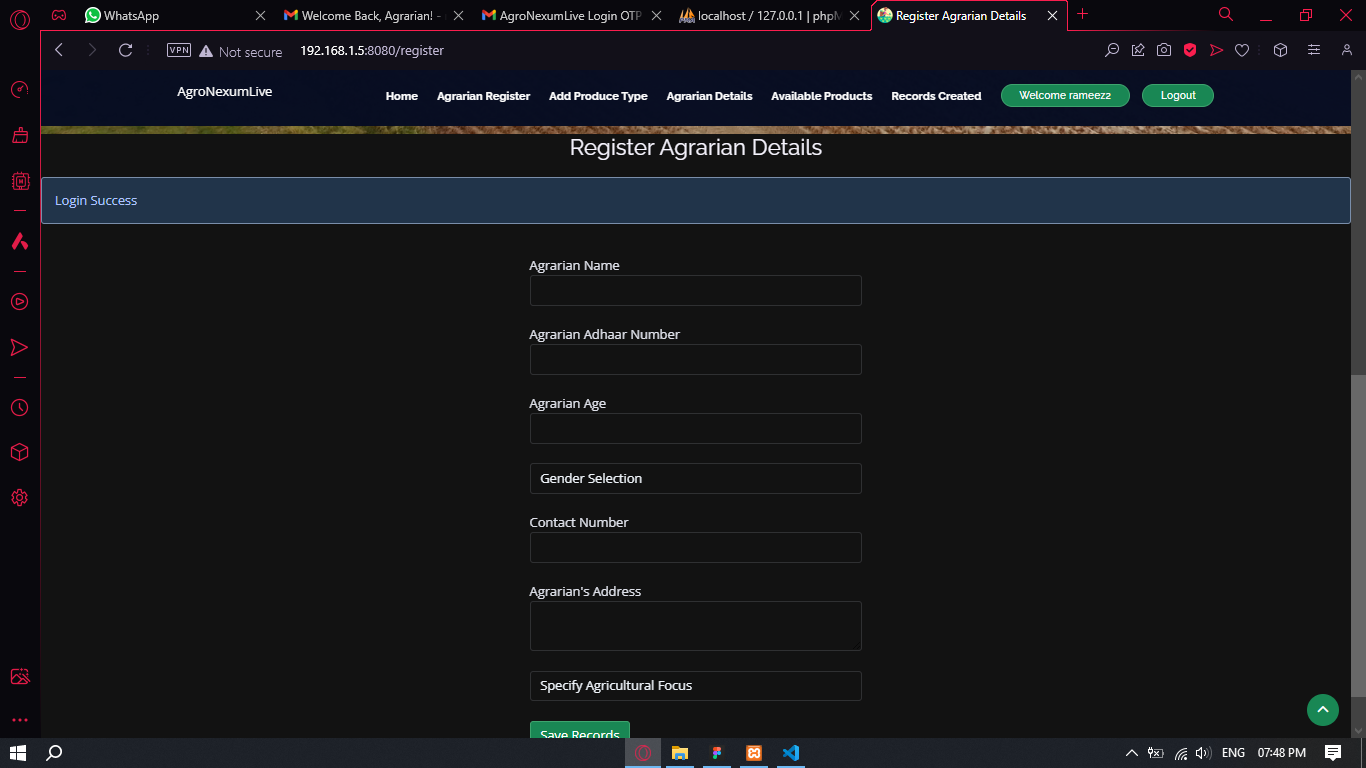 WhatsApp
Welcome Back, Agrarian! -
AgroNexumLive Login OTP
localhost / 127.0.0.1 | phpM
Register Agrarian Details
VPN Not secure 192.168.1.5:8080/register
AgroNexumLive
Home Agrarian Register Add Produce Type Agrarian Details Available Products Records Created Welcome rameez2 Logout
Register Agrarian Details
Login Success
Agrarian Name
Agrarian Adhaar Number
Agrarian Age
Gender Selection
Contact Number
Agrarian's Address
Specify Agricultural Focus
Save Records
ENG 07:48 PM